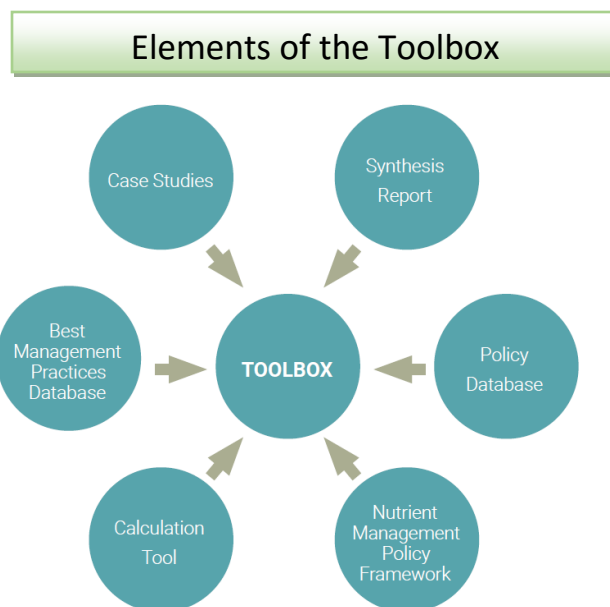 Elements of the Toolbox
Case Studies
Synthesis
Report
Best
Management
Practices
Database
TOOLBOX
Policy
Database
Calculation
Tool
Nutrient
Management
Policy
Framework